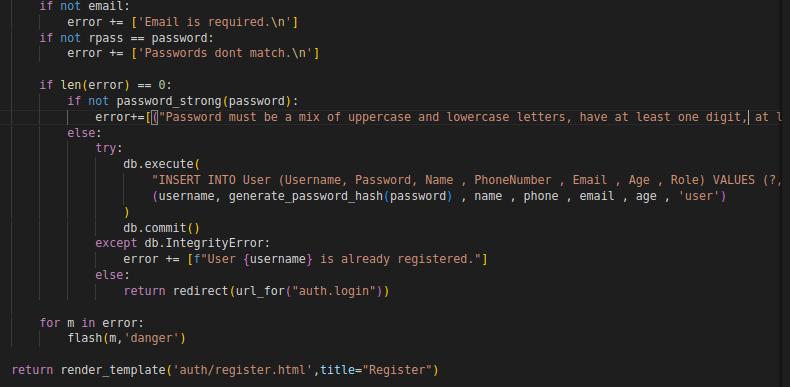 if not email:
error += ['Email is required.\n']
if not rpass == password:
error += ['Passwords dont match.\n']
if len(error) == 0:
if not password_strong(password):
error+=[("Password must be a mix of uppercase and lowercase letters, have at least one digit, at l
else:
try:
db.execute(
"INSERT INTO User (Username, Password, Name , PhoneNumber , Email , Age , Role) VALUES (?,
(username, generate_password_hash(password) , name , phone , email , age , 'user')
)
db.commit()
except db.IntegrityError:
error += [f"User {username} is already registered."]
else:
return redirect(url_for("auth.login"))
for m in error:
flash(m,'danger')
return render_template('auth/register.html',title="Register")